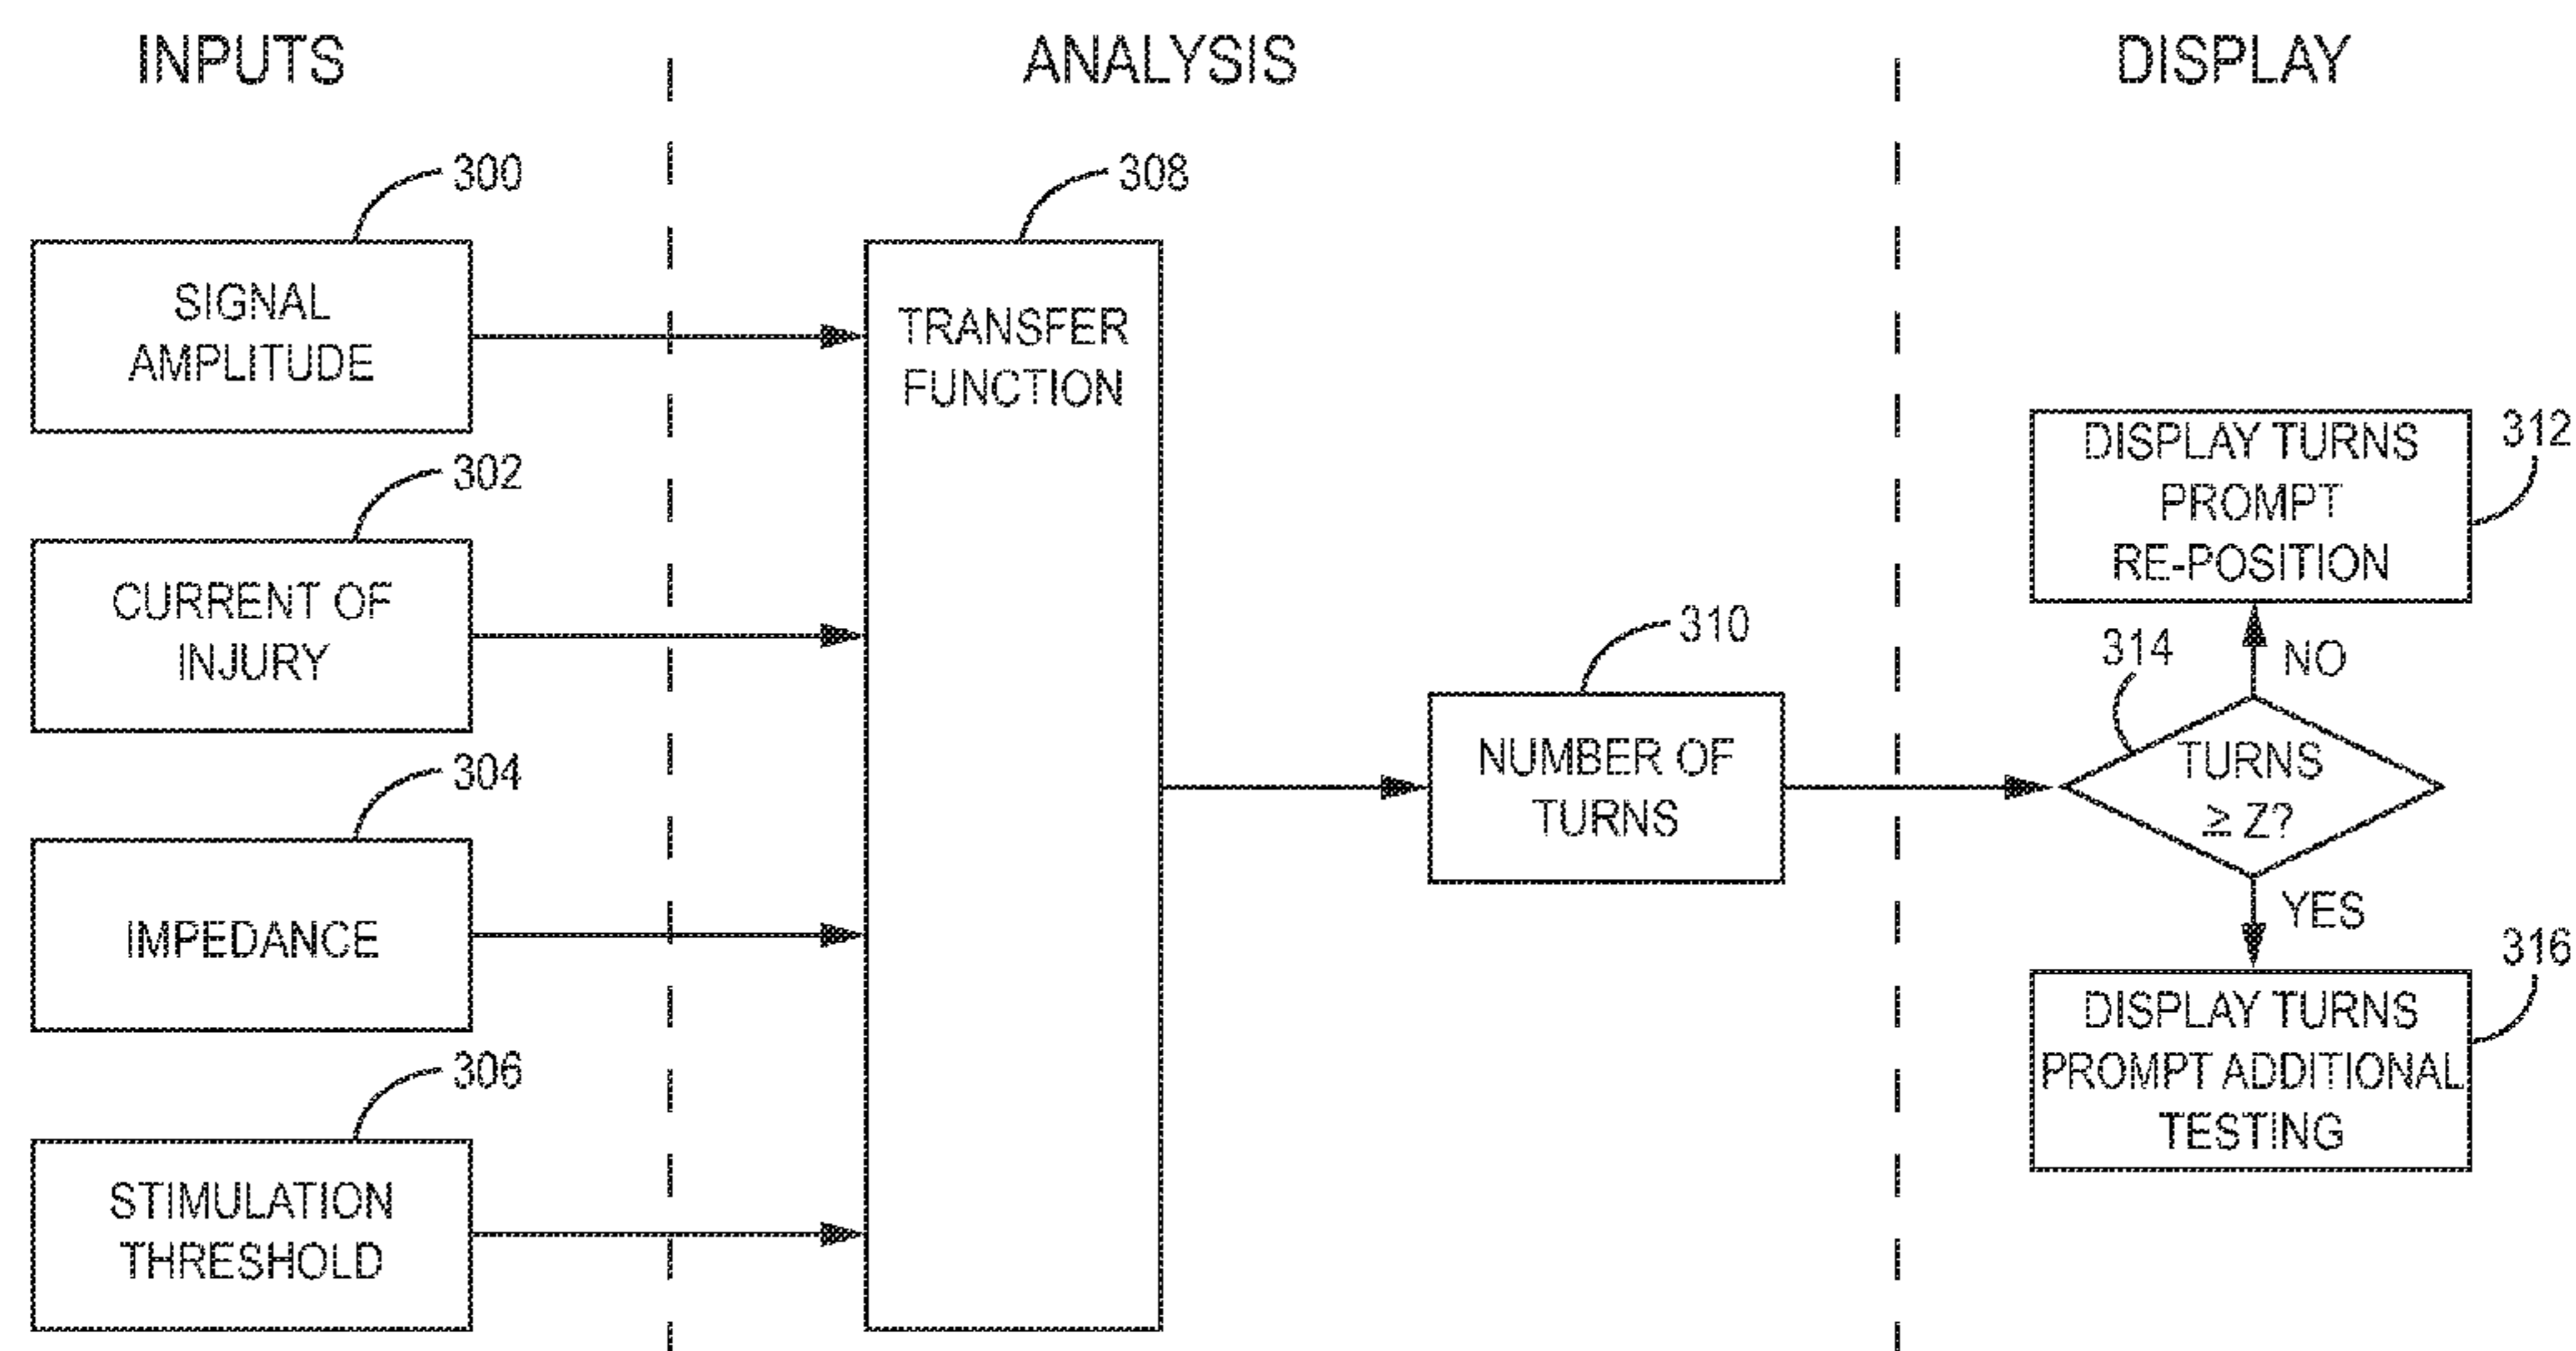 INPUTS
ANALYSIS
DISPLAY
300
SIGNAL
AMPLITUDE
302
CURRENT OF
INJURY
304
IMPEDANCE
306
STIMULATION
THRESHOLD
308
TRANSFER
FUNCTION
310
NUMBER OF
TURNS
312
DISPLAY TURNS
PROMPT
RE-POSITION
NO
314
TURNS
≥ Z?
YES
316
DISPLAY TURNS
PROMPT ADDITIONAL
TESTING